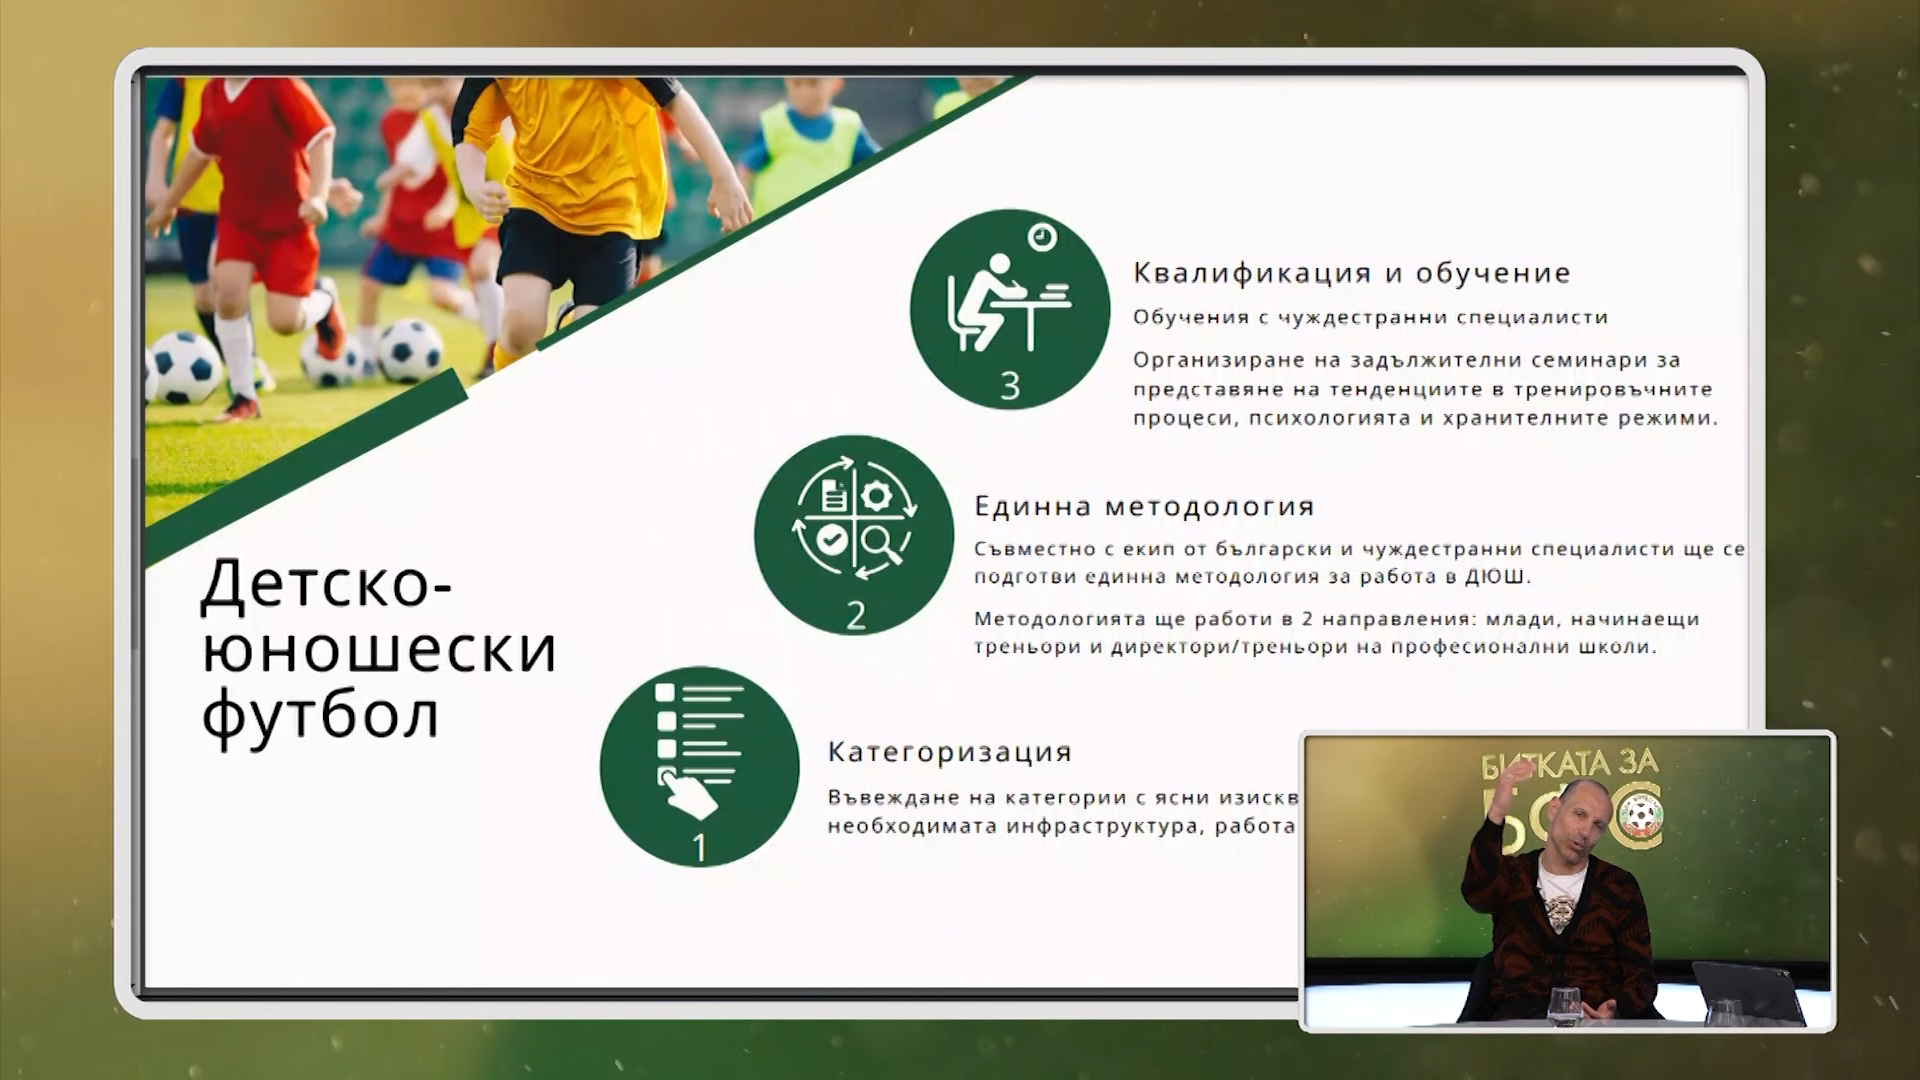 Детско-
юношески
футбол
3
Квалификация и обучение
Обучения с чуждестранни специалисти
Организиране на задължителни семинари за
представяне на тенденциите в тренировъчните
процеси, психологията и хранителните режими.
2
Единна методология
Съвместно с екип от български и чуждестранни специалисти ще се
подготви единна методология за работа в ДЮШ.
Методологията ще работи в 2 направления: млади, начинаещи
треньори и директори/треньори на професионални школи.
1
Категоризация
Въвеждане на категории с ясни
необходимата инфраструктура, работа
БИТКАТА ЗА
БФС